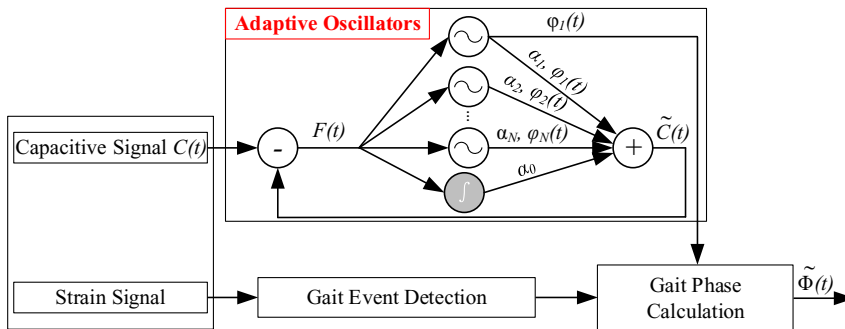 Adaptive Oscillators
φ1(t)
α1, φ1(t)
α2, φ2(t)
⋮
αN, φN(t)
α0
∫
F(t)
-
+
C̃(t)
Capacitive Signal C(t)
Strain Signal
Gait Event Detection
Gait Phase
Calculation
Φ̃(t)